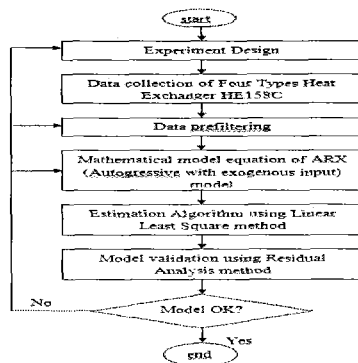 start
Experiment Design
Data collection of Four Types Heat
Exchanger HE158C
Data prefiltering
Mathematical model equation of ARX
(Autogressive with exogenous input)
model
Estimation Algorithm using Linear
Least Square method
Model validation using Residual
Analysis method
No
Model OK?
Yes
end